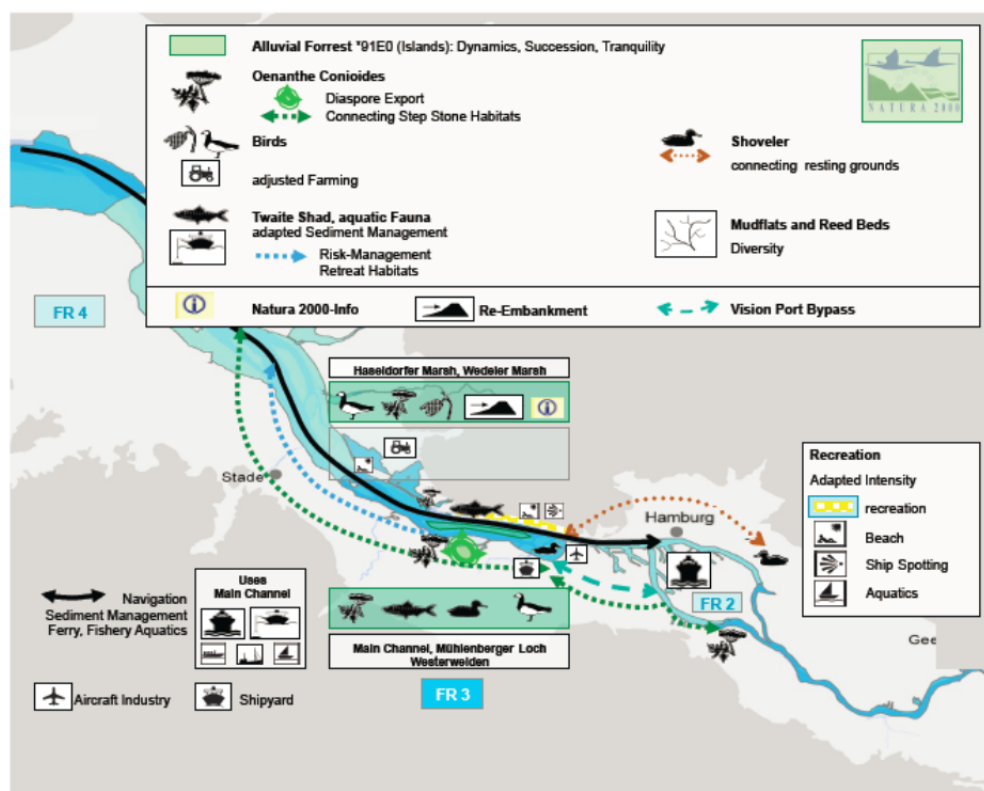 Alluvial Forrest *91E0 (Islands): Dynamics, Succession, Tranquility
Oenanthe Conioides
Diaspore Export
Connecting Step Stone Habitats
Birds
adjusted Farming
Twaite Shad, aquatic Fauna
adapted Sediment Management
Risk-Management
Retreat Habitats
NATURA 2000
Shoveler
connecting resting grounds
Mudflats and Reed Beds
Diversity
Natura 2000-Info
Re-Embankment
Vision Port Bypass
FR 4
Haseldorfer Marsh, Wedeler Marsh
Stade
Hamburg
FR 2
Gee
Recreation
Adapted Intensity
recreation
Beach
Ship Spotting
Aquatics
Navigation
Sediment Management
Ferry, Fishery Aquatics
Uses
Main Channel
Main Channel, Mühlenberger Loch
Westerweiden
FR 3
Aircraft Industry
Shipyard